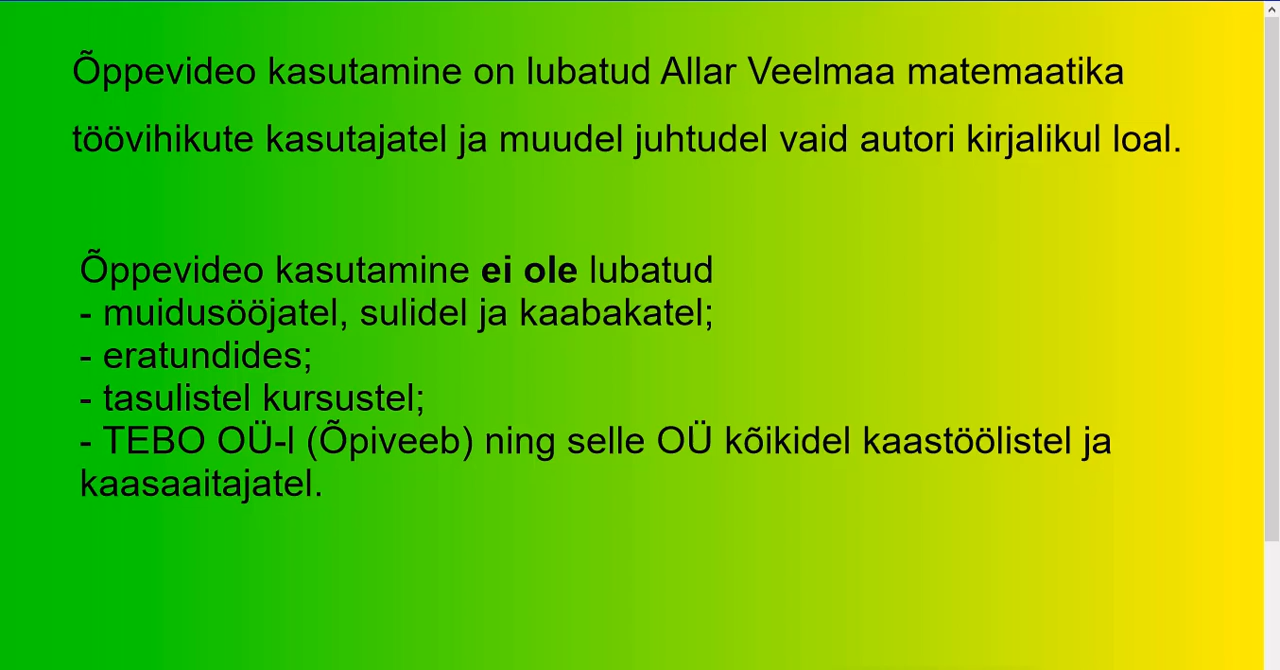 Õppevideo kasutamine on lubatud Allar Veelmaa matemaatika
töövihikute kasutajatel ja muudel juhtudel vaid autori kirjalikul loal.
Õppevideo kasutamine ei ole lubatud
- muidusööjatel, sulidel ja kaabakatel;
- eratundides;
- tasulistel kursustel;
- TEBO OÜ-l (Õpiveeb) ning selle OÜ kõikidel kaastöölistel ja
kaasaaitajatel.